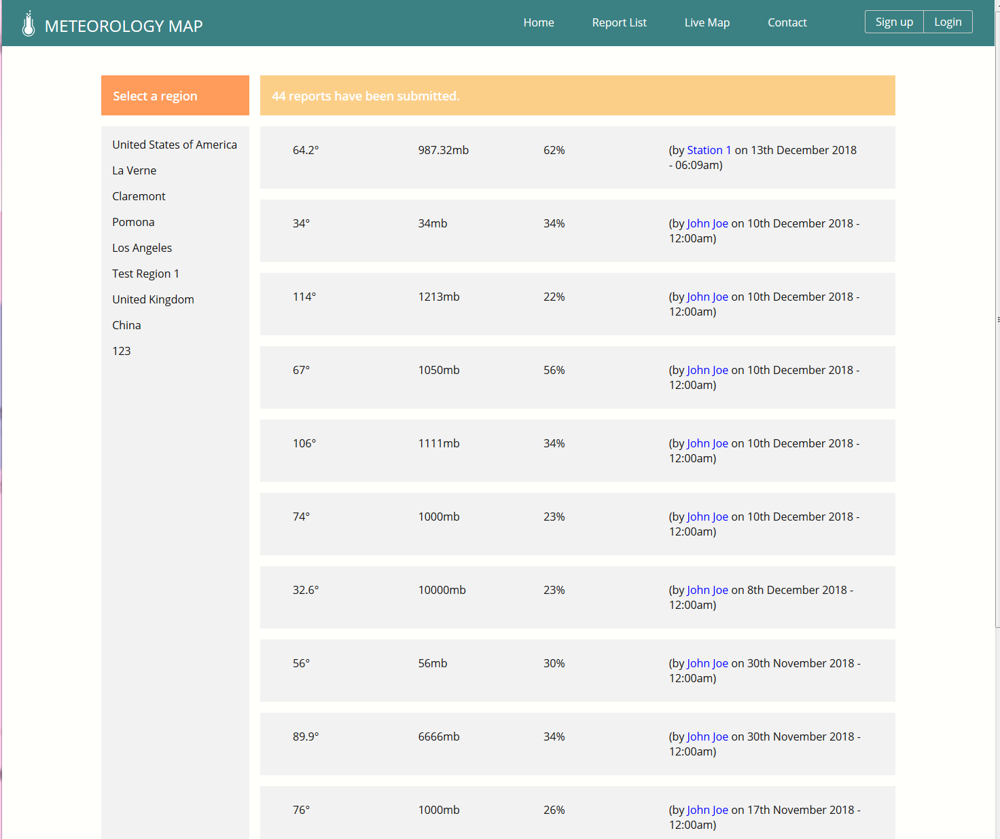 METEOROLOGY MAP
Home Report List Live Map Contact Sign up Login
Select a region
United States of America
La Verne
Claremont
Pomona
Los Angeles
Test Region 1
United Kingdom
China
123
44 reports have been submitted.
64.2° 987.32mb 62% (by Station 1 on 13th December 2018
- 06:09am)
34° 34mb 34% (by John Joe on 10th December 2018 -
12:00am)
114° 1213mb 22% (by John Joe on 10th December 2018 -
12:00am)
67° 1050mb 56% (by John Joe on 10th December 2018 -
12:00am)
106° 1111mb 34% (by John Joe on 10th December 2018 -
12:00am)
74° 1000mb 23% (by John Joe on 10th December 2018 -
12:00am)
32.6° 10000mb 23% (by John Joe on 8th December 2018 -
12:00am)
56° 56mb 30% (by John Joe on 30th November 2018 -
12:00am)
89.9° 6666mb 34% (by John Joe on 30th November 2018 -
12:00am)
76° 1000mb 26% (by John Joe on 17th November 2018 -
12:00am)